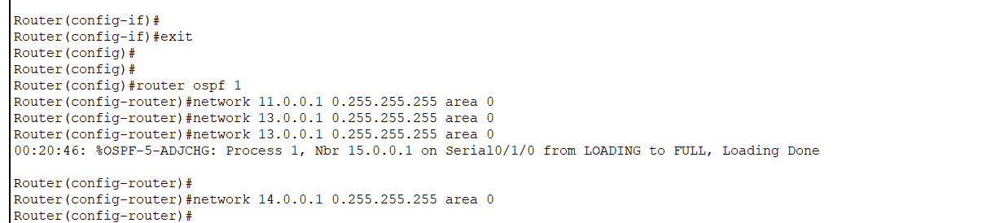 Router(config-if)#
Router(config-if)#exit
Router(config)#
Router(config)#
Router(config)#router ospf 1
Router(config-router)#network 11.0.0.1 0.255.255.255 area 0
Router(config-router)#network 13.0.0.1 0.255.255.255 area 0
Router(config-router)#network 13.0.0.1 0.255.255.255 area 0
00:20:46: %OSPF-5-ADJCHG: Process 1, Nbr 15.0.0.1 on Serial0/1/0 from LOADING to FULL, Loading Done
Router(config-router)#
Router(config-router)#network 14.0.0.1 0.255.255.255 area 0
Router(config-router)#